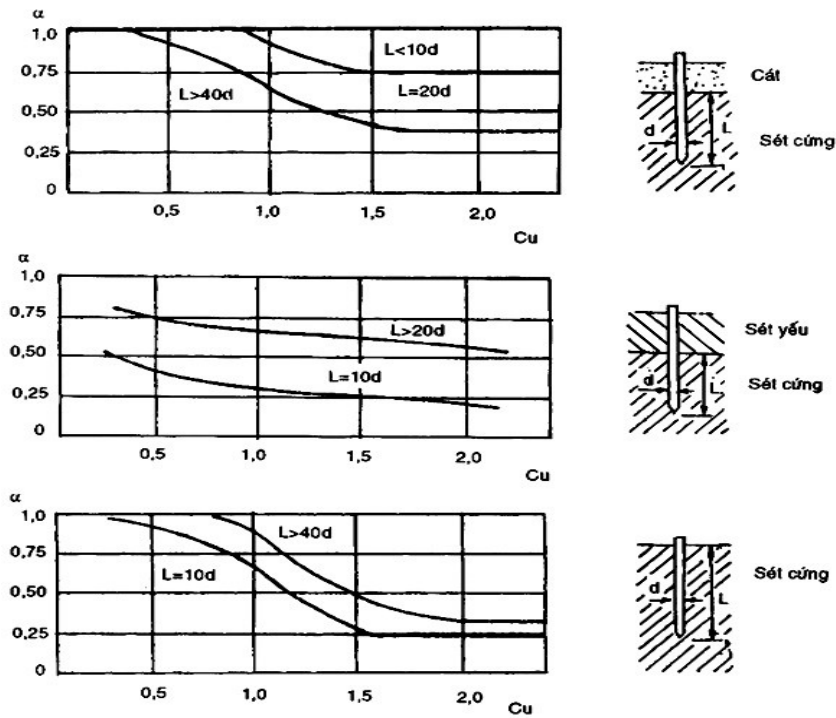 α
1,0
0,75
0,50
0,25
0
L<10d
L>40d
L=20d
0,5 1,0 1,5 2,0
Cu
Cát
d L
Sét cứng
α
1,0
0,75
0,50
0,25
0
L>20d
L=10d
0,5 1,0 1,5 2,0
Cu
Sét yếu
d L
Sét cứng
α
1,0
0,75
0,50
0,25
0
L>40d
L=10d
0,5 1,0 1,5 2,0
Cu
Sét cứng
d L